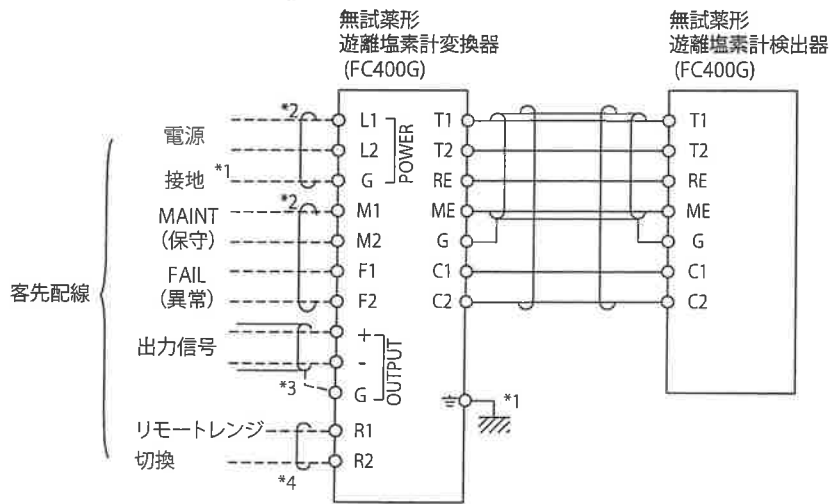 無試薬形
遊離塩素計変換器
(FC400G)
無試薬形
遊離塩素計検出器
(FC400G)
客先配線
電源
接地 *1
MAINT
(保守)
FAIL
(異常)
出力信号
リモートレンジ
切換
*2
*2
*3
*4
L1
L2
G
POWER
M1
M2
F1
F2
+
-
G
OUTPUT
R1
R2
T1
T2
RE
ME
G
C1
C2
*1
T1
T2
RE
ME
G
C1
C2